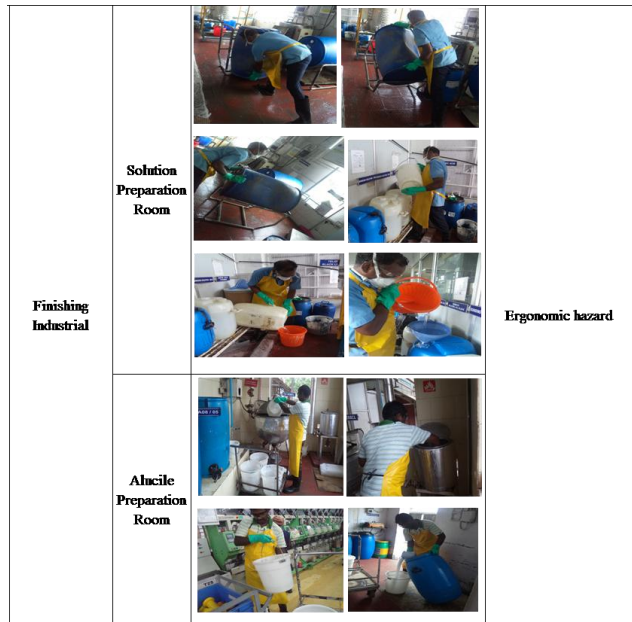 Solution
Preparation
Room
Finishing
Industrial
Ergonomic hazard
Alucile
Preparation
Room